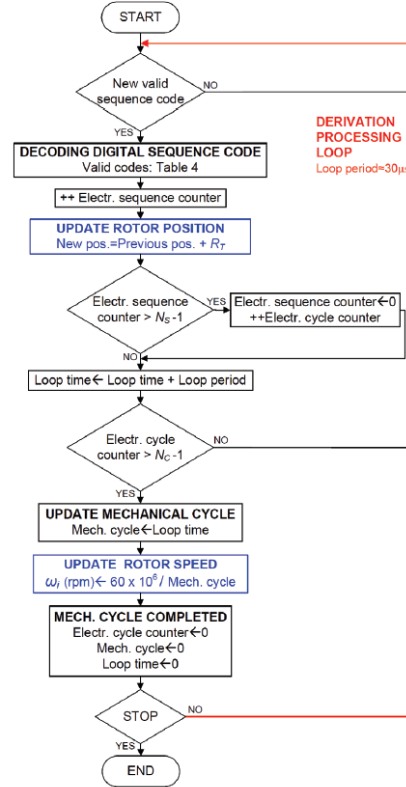 START
New valid
sequence code
NO
YES
DERIVATION
PROCESSING
LOOP
Loop period=30µs
DECODING DIGITAL SEQUENCE CODE
Valid codes: Table 4
++ Electr. sequence counter
UPDATE ROTOR POSITION
New pos.=Previous pos. + R_T
Electr. sequence
counter > N_S-1
YES
Electr. sequence counter←0
++Electr. cycle counter
NO
Loop time← Loop time + Loop period
Electr. cycle
counter > N_C-1
NO
YES
UPDATE MECHANICAL CYCLE
Mech. cycle←Loop time
UPDATE ROTOR SPEED
ω_i (rpm)← 60 x 10⁶ / Mech. cycle
MECH. CYCLE COMPLETED
Electr. cycle counter←0
Mech. cycle←0
Loop time←0
STOP
NO
YES
END